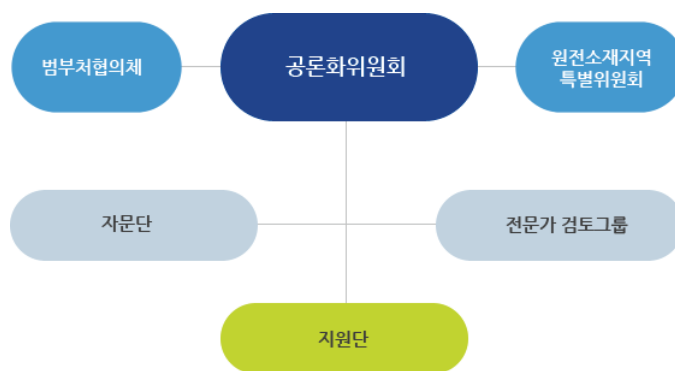 범부처협의체
공론화위원회
원전소재지역
특별위원회
자문단
전문가 검토그룹
지원단